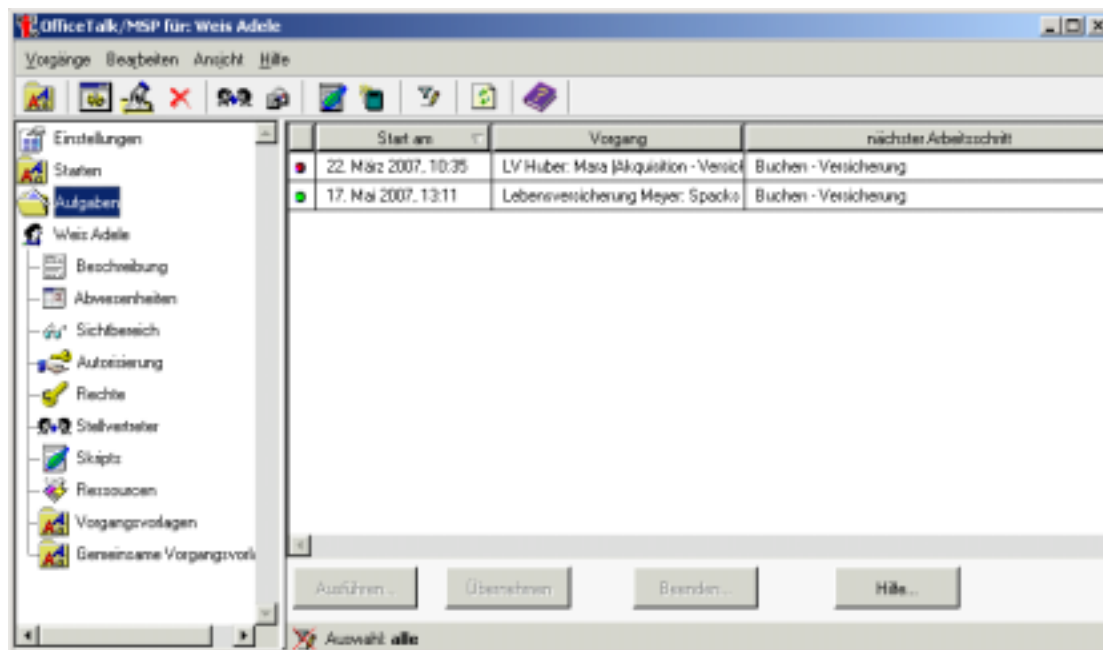 OfficeTalk/MSP für: Weis Adele
Vorgänge Bearbeiten Ansicht Hilfe
Einstellungen
Starten
Aufgaben
Weis Adele
Beschreibung
Abwesenheiten
Sichtbereich
Autorisierung
Rechte
Stellvertreter
Skripts
Ressourcen
Vorgangsvorlagen
Gemeinsame Vorgangsvorl
Start am Vorgang nächster Arbeitsschritt
22. März 2007, 10:35 LV Huber: Mara |Akquisition - Versich Buchen - Versicherung
17. Mai 2007, 13:11 Lebensversicherung Meyer: Spacko Buchen - Versicherung
Ausführen... Übernehmen Beenden... Hilfe...
Auswahl: alle